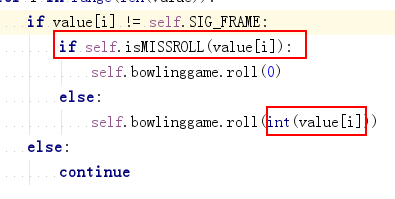 if value[i] != self.SIG_FRAME:
if self.isMISSROLL(value[i]):
self.bowlinggame.roll(0)
else:
self.bowlinggame.roll(int(value[i]))
else:
continue